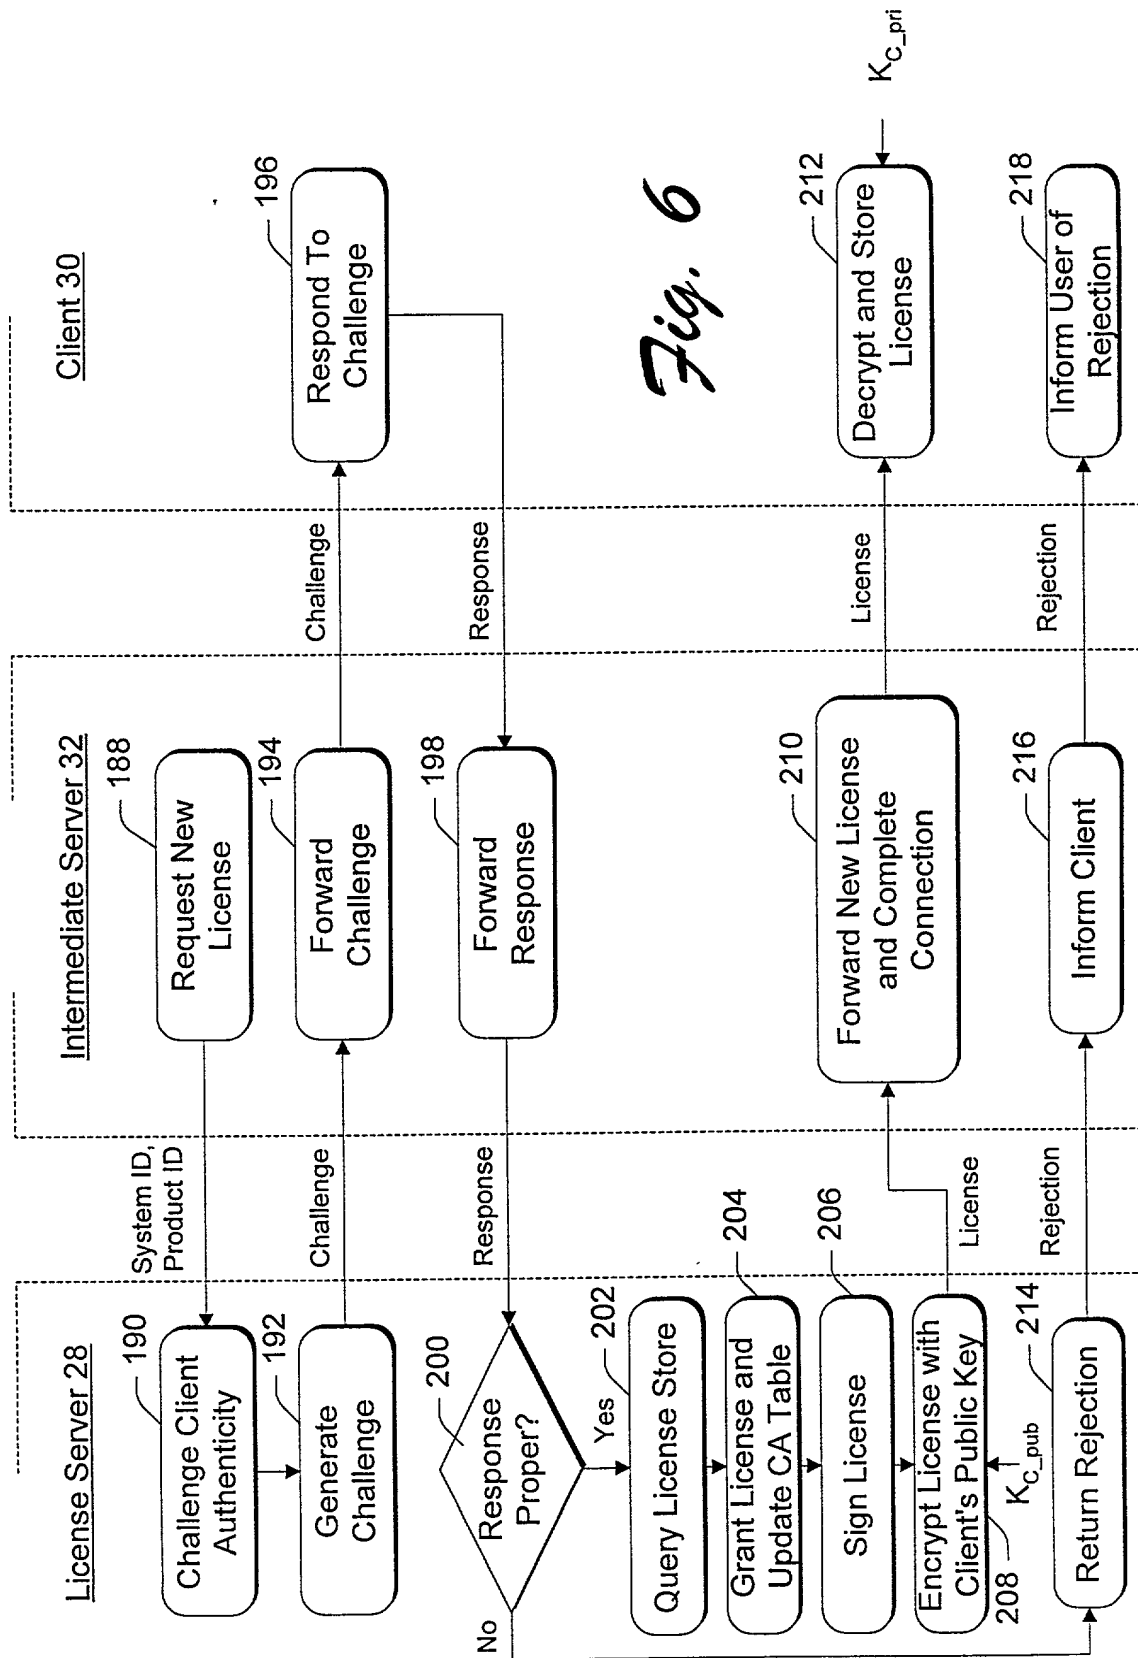 License Server 28
Intermediate Server 32
Client 30
188
Request New
License
System ID,
Product ID
190
Challenge Client
Authenticity
192
Generate
Challenge
Challenge
194
Forward
Challenge
Challenge
196
Respond To
Challenge
Response
198
Forward
Response
Response
200
Response
Proper?
No
Yes
202
Query License Store
204
Grant License and
Update CA Table
206
Sign License
Encrypt License with
Client's Public Key
208
KC_pub
License
210
Forward New License
and Complete
Connection
License
212
Decrypt and Store
License
KC_pri
214
Return Rejection
Rejection
216
Inform Client
Rejection
218
Inform User of
Rejection
Fig. 6